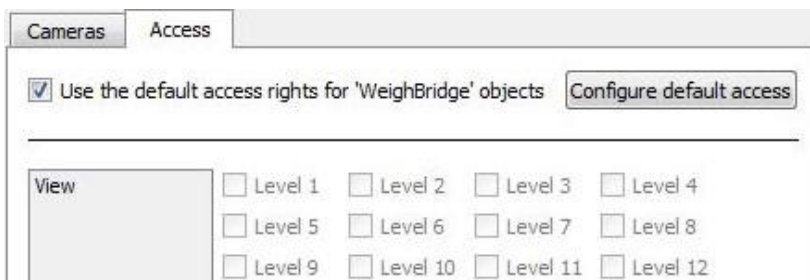 Cameras Access
Use the default access rights for 'WeighBridge' objects Configure default access
View Level 1 Level 2 Level 3 Level 4
Level 5 Level 6 Level 7 Level 8
Level 9 Level 10 Level 11 Level 12